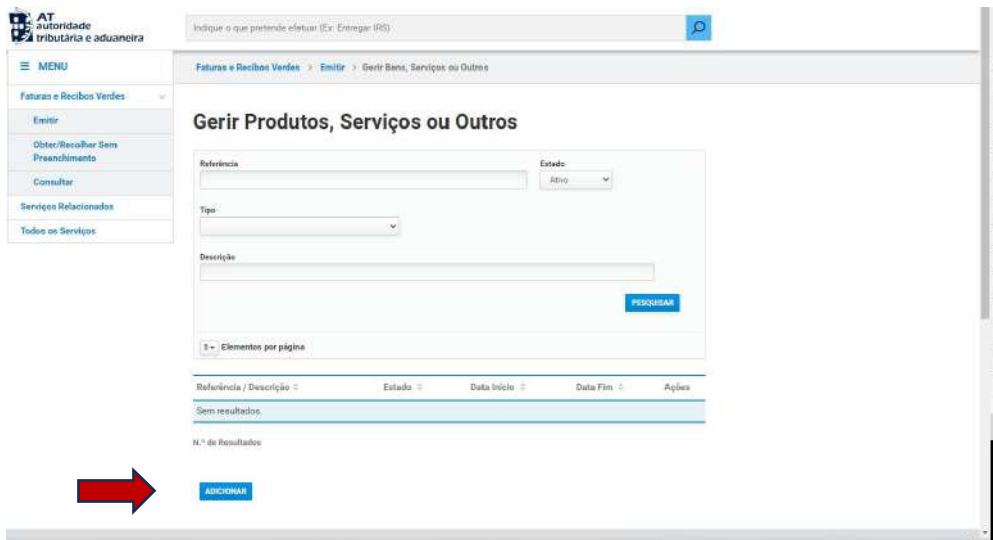 AT
autoridade
tributária e aduaneira
Indique o que pretende efetuar (Ex: Entregar IRS)
MENU
Faturas e Recibos Verdes > Emitir > Gerir Bens, Serviços ou Outros
Faturas e Recibos Verdes
Emitir
Obter/Recolher Sem
Preenchimento
Consultar
Serviços Relacionados
Todos os Serviços
Gerir Produtos, Serviços ou Outros
Referência
Estado
Ativo
Tipo
Descrição
PESQUISAR
Elementos por página
Referência / Descrição Estado Data Início Data Fim Ações
Sem resultados.
N.º de Resultados
ADICIONAR